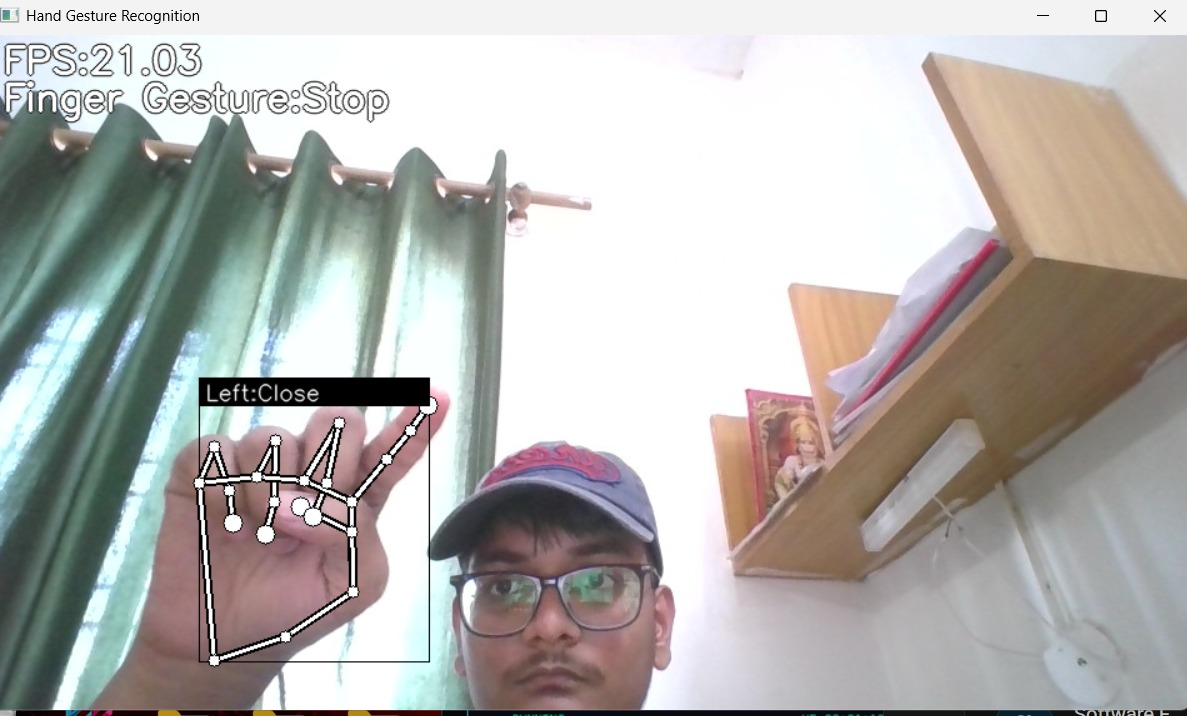 Hand Gesture Recognition
FPS:21.03
Finger Gesture:Stop
Left:Close